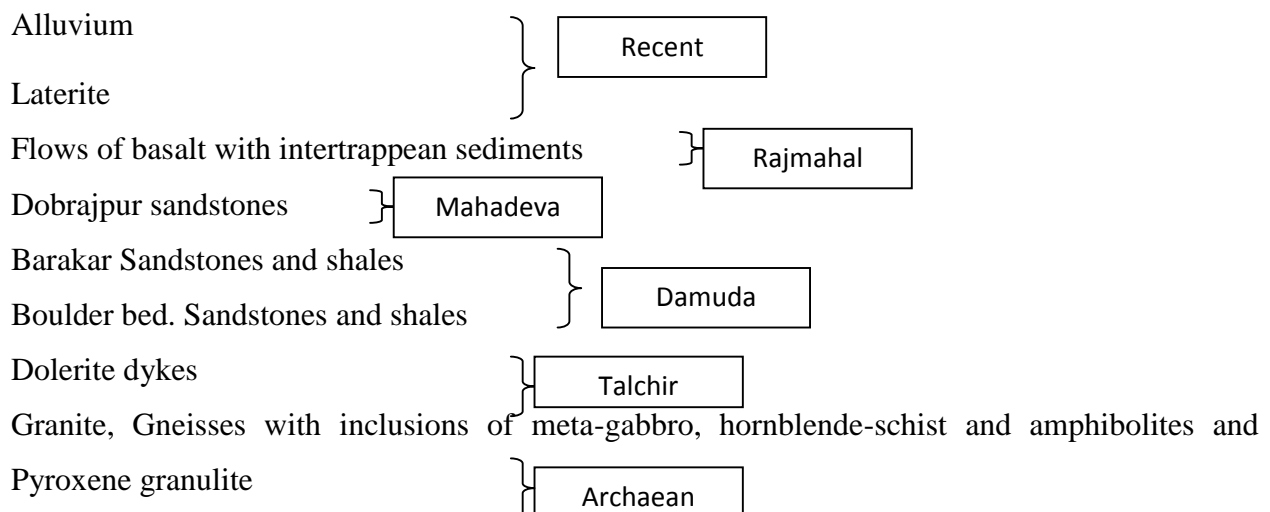 Alluvium
Recent
Laterite
Flows of basalt with intertrappean sediments
Rajmahal
Dobrajpur sandstones
Mahadeva
Barakar Sandstones and shales
Damuda
Boulder bed. Sandstones and shales
Dolerite dykes
Talchir
Granite, Gneisses with inclusions of meta-gabbro, hornblende-schist and amphibolites and
Pyroxene granulite
Archaean